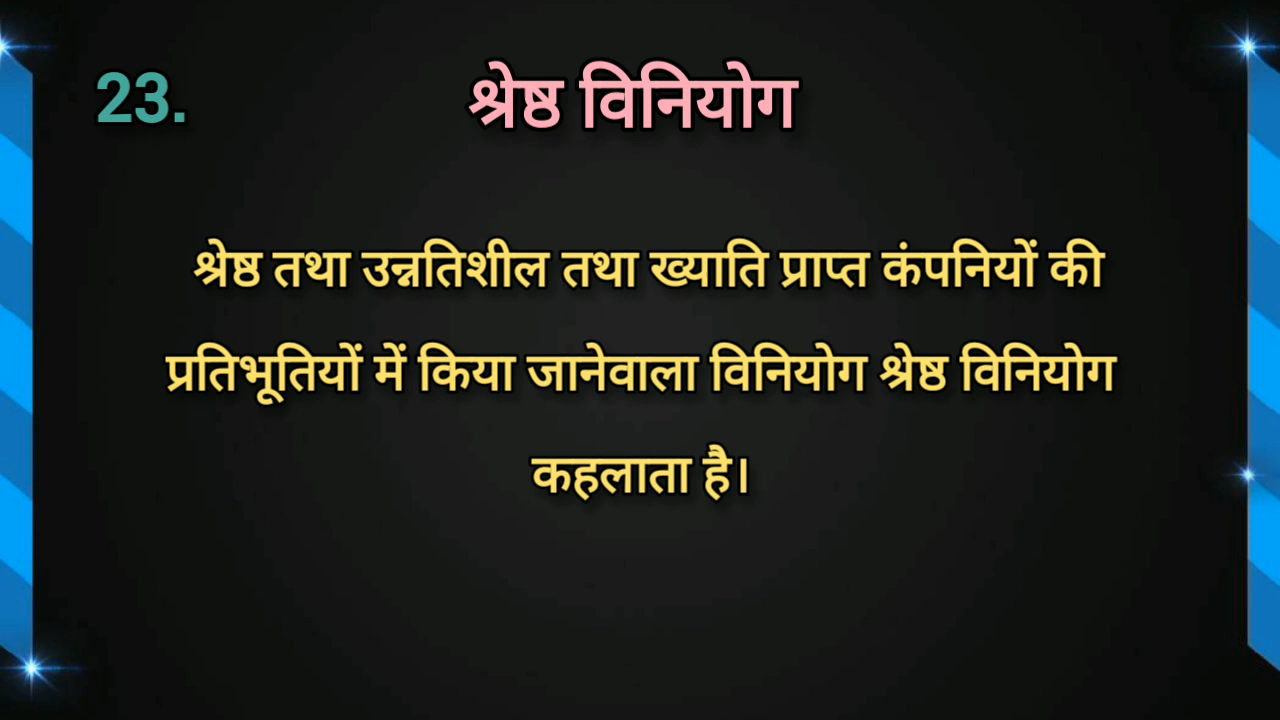 23.
श्रेष्ठ विनियोग
श्रेष्ठ तथा उन्नतिशील तथा ख्याति प्राप्त कंपनियों की
प्रतिभूतियों में किया जानेवाला विनियोग श्रेष्ठ विनियोग
कहलाता है।